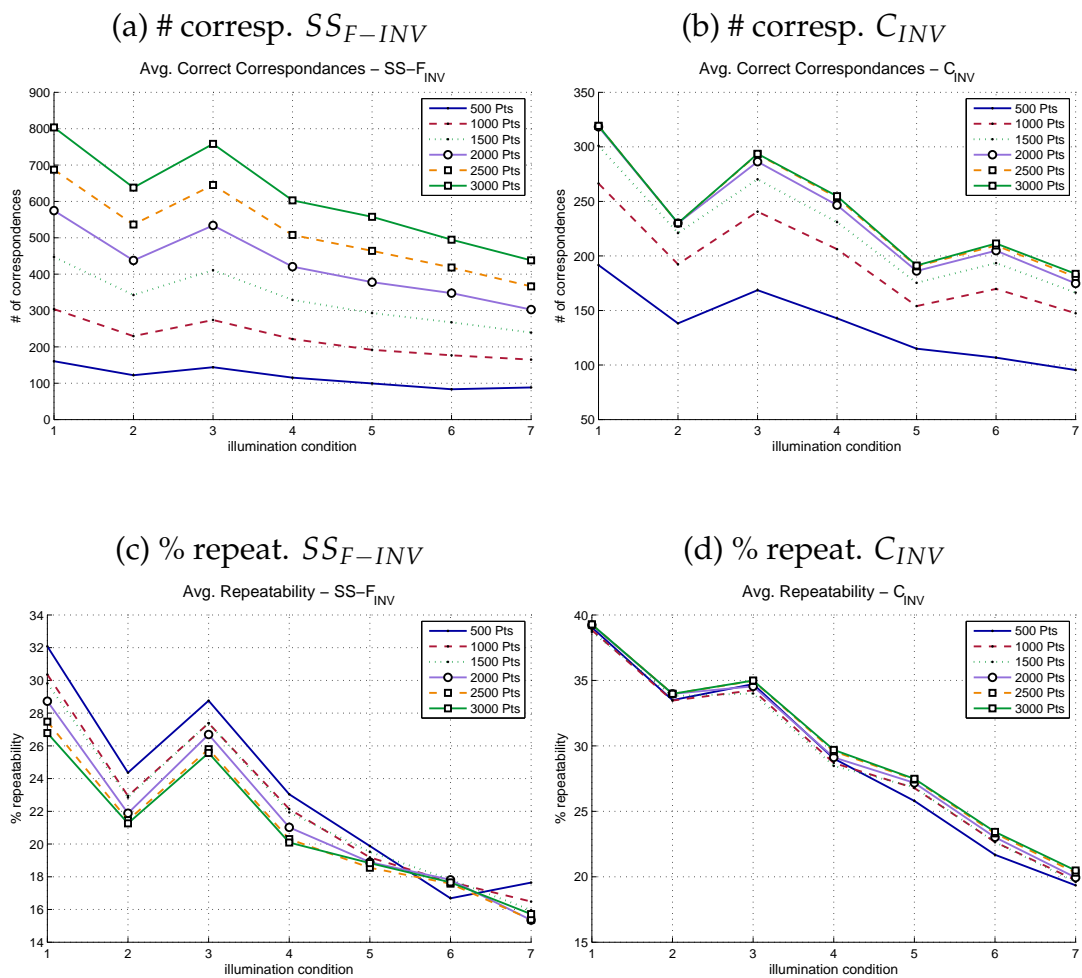 (a) # corresp. SS_{F−INV}
Avg. Correct Correspondances − SS−F_{INV}
900
800
700
600
500
400
300
200
100
0
# of correspondences
1 2 3 4 5 6 7
illumination condition
500 Pts
1000 Pts
1500 Pts
2000 Pts
2500 Pts
3000 Pts
(b) # corresp. C_{INV}
Avg. Correct Correspondences − C_{INV}
350
300
250
200
150
100
50
# of correspondences
1 2 3 4 5 6 7
illumination condition
500 Pts
1000 Pts
1500 Pts
2000 Pts
2500 Pts
3000 Pts
(c) % repeat. SS_{F−INV}
Avg. Repeatability − SS−F_{INV}
34
32
30
28
26
24
22
20
18
16
14
% repeatability
1 2 3 4 5 6 7
illumination condition
500 Pts
1000 Pts
1500 Pts
2000 Pts
2500 Pts
3000 Pts
(d) % repeat. C_{INV}
Avg. Repeatability − C_{INV}
40
35
30
25
20
15
% repeatability
1 2 3 4 5 6 7
illumination condition
500 Pts
1000 Pts
1500 Pts
2000 Pts
2500 Pts
3000 Pts